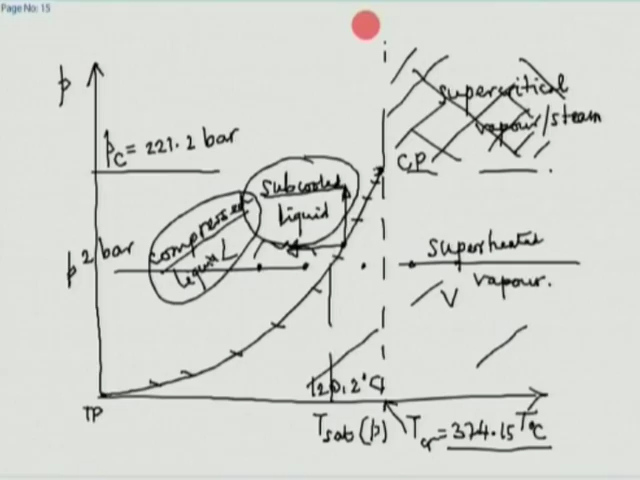 Page No: 15
p
supercritical
vapour/steam
Pc = 221.2 bar
CP
subcooled
liquid
compressed
liquid L
p 2 bar
superheated
vapour.
V
120.2°C
TP
Tsat (p)
Tcr = 374.15°C
T